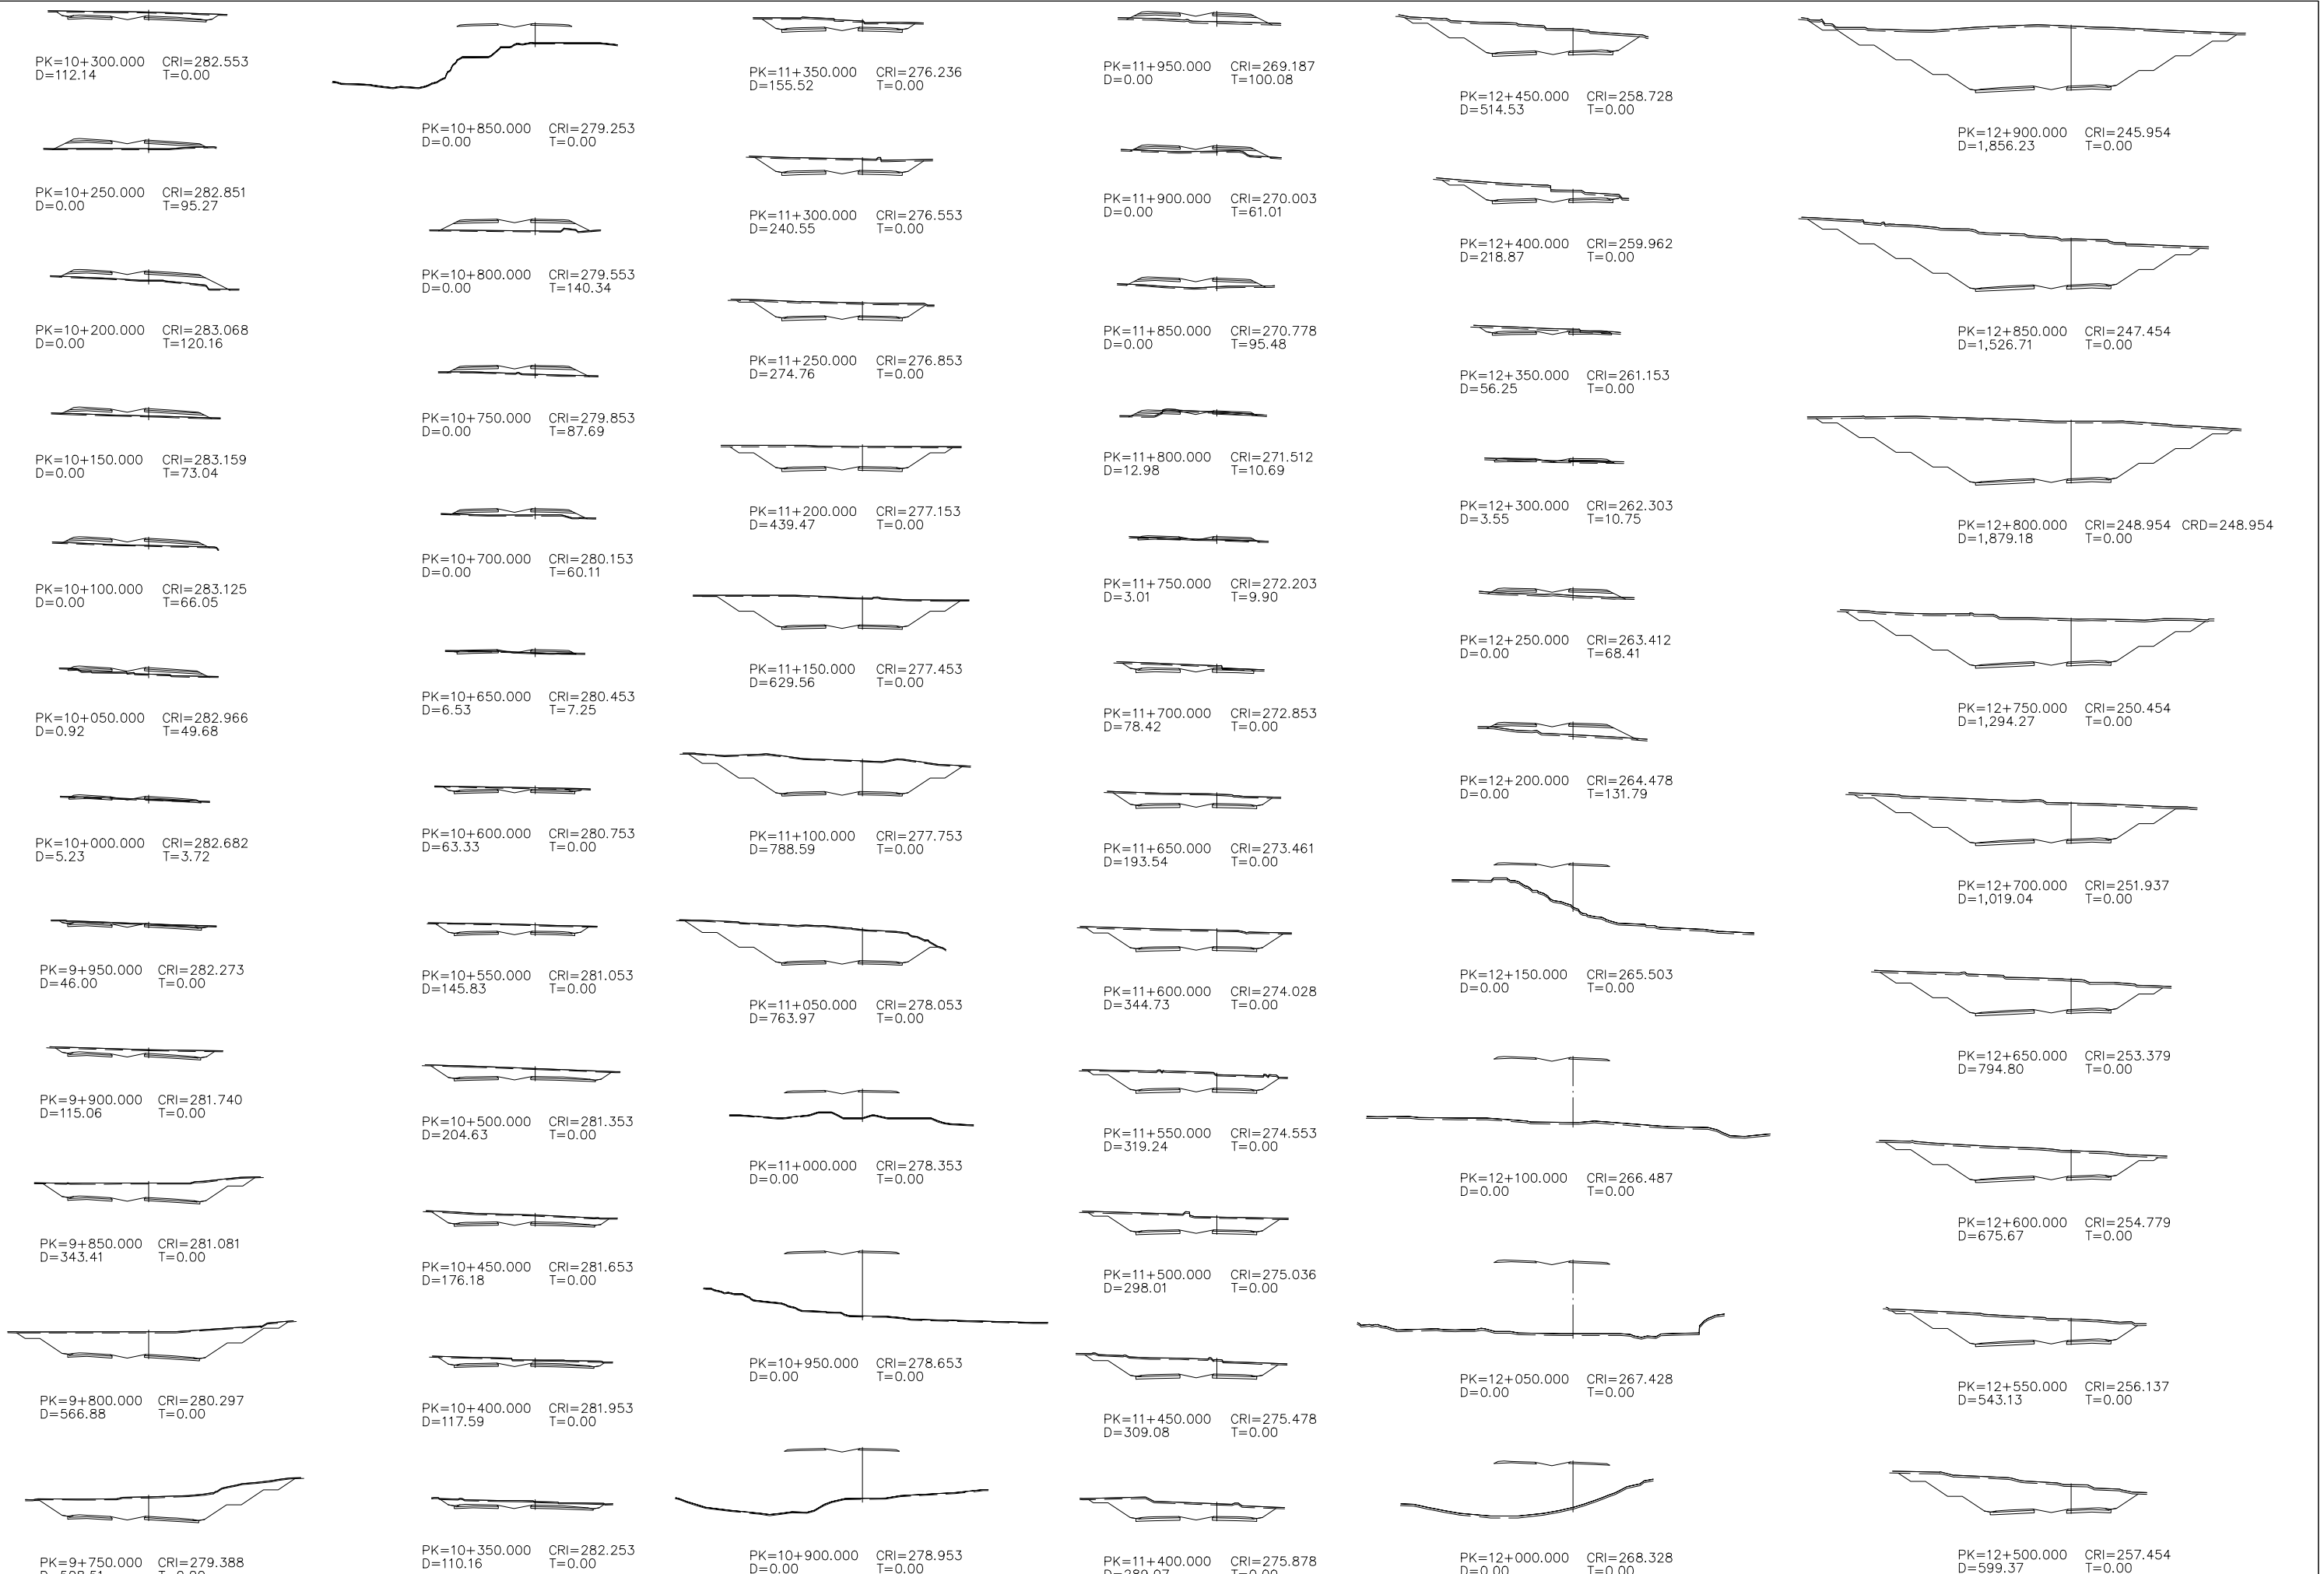 PK=10+300.000 CRI=282.553
D=112.14 T=0.00
PK=10+250.000 CRI=282.851
D=0.00 T=95.27
PK=10+200.000 CRI=283.068
D=0.00 T=120.16
PK=10+150.000 CRI=283.159
D=0.00 T=73.04
PK=10+100.000 CRI=283.125
D=0.00 T=66.05
PK=10+050.000 CRI=282.966
D=0.92 T=49.68
PK=10+000.000 CRI=282.682
D=5.23 T=3.72
PK=9+950.000 CRI=282.273
D=46.00 T=0.00
PK=9+900.000 CRI=281.740
D=115.06 T=0.00
PK=9+850.000 CRI=281.081
D=343.41 T=0.00
PK=9+800.000 CRI=280.297
D=566.88 T=0.00
PK=9+750.000 CRI=279.388
PK=10+850.000 CRI=279.253
D=0.00 T=0.00
PK=10+800.000 CRI=279.553
D=0.00 T=140.34
PK=10+750.000 CRI=279.853
D=0.00 T=87.69
PK=10+700.000 CRI=280.153
D=0.00 T=60.11
PK=10+650.000 CRI=280.453
D=6.53 T=7.25
PK=10+600.000 CRI=280.753
D=63.33 T=0.00
PK=10+550.000 CRI=281.053
D=145.83 T=0.00
PK=10+500.000 CRI=281.353
D=204.63 T=0.00
PK=10+450.000 CRI=281.653
D=176.18 T=0.00
PK=10+400.000 CRI=281.953
D=117.59 T=0.00
PK=10+350.000 CRI=282.253
D=110.16 T=0.00
PK=11+350.000 CRI=276.236
D=155.52 T=0.00
PK=11+300.000 CRI=276.553
D=240.55 T=0.00
PK=11+250.000 CRI=276.853
D=274.76 T=0.00
PK=11+200.000 CRI=277.153
D=439.47 T=0.00
PK=11+150.000 CRI=277.453
D=629.56 T=0.00
PK=11+100.000 CRI=277.753
D=788.59 T=0.00
PK=11+050.000 CRI=278.053
D=763.97 T=0.00
PK=11+000.000 CRI=278.353
D=0.00 T=0.00
PK=10+950.000 CRI=278.653
D=0.00 T=0.00
PK=10+900.000 CRI=278.953
D=0.00 T=0.00
PK=11+950.000 CRI=269.187
D=0.00 T=100.08
PK=11+900.000 CRI=270.003
D=0.00 T=61.01
PK=11+850.000 CRI=270.778
D=0.00 T=95.48
PK=11+800.000 CRI=271.512
D=12.98 T=10.69
PK=11+750.000 CRI=272.203
D=3.01 T=9.90
PK=11+700.000 CRI=272.853
D=78.42 T=0.00
PK=11+650.000 CRI=273.461
D=193.54 T=0.00
PK=11+600.000 CRI=274.028
D=344.73 T=0.00
PK=11+550.000 CRI=274.553
D=319.24 T=0.00
PK=11+500.000 CRI=275.036
D=298.01 T=0.00
PK=11+450.000 CRI=275.478
D=309.08 T=0.00
PK=11+400.000 CRI=275.878
PK=12+450.000 CRI=258.728
D=514.53 T=0.00
PK=12+400.000 CRI=259.962
D=218.87 T=0.00
PK=12+350.000 CRI=261.153
D=56.25 T=0.00
PK=12+300.000 CRI=262.303
D=3.55 T=10.75
PK=12+250.000 CRI=263.412
D=0.00 T=68.41
PK=12+200.000 CRI=264.478
D=0.00 T=131.79
PK=12+150.000 CRI=265.503
D=0.00 T=0.00
PK=12+100.000 CRI=266.487
D=0.00 T=0.00
PK=12+050.000 CRI=267.428
D=0.00 T=0.00
PK=12+000.000 CRI=268.328
D=0.00 T=0.00
PK=12+900.000 CRI=245.954
D=1,856.23 T=0.00
PK=12+850.000 CRI=247.454
D=1,526.71 T=0.00
PK=12+800.000 CRI=248.954 CRD=248.954
D=1,879.18 T=0.00
PK=12+750.000 CRI=250.454
D=1,294.27 T=0.00
PK=12+700.000 CRI=251.937
D=1,019.04 T=0.00
PK=12+650.000 CRI=253.379
D=794.80 T=0.00
PK=12+600.000 CRI=254.779
D=675.67 T=0.00
PK=12+550.000 CRI=256.137
D=543.13 T=0.00
PK=12+500.000 CRI=257.454
D=599.37 T=0.00